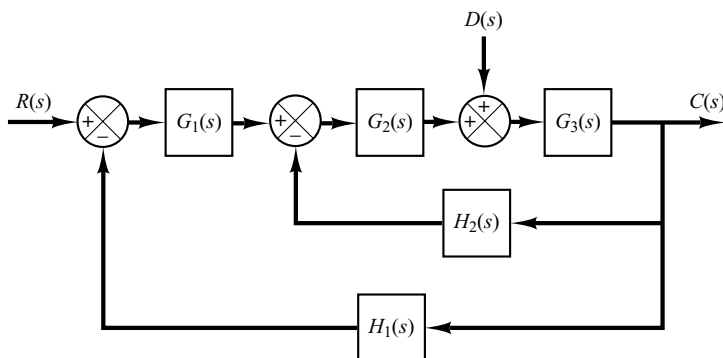 D(s)
R(s)
+
−
G₁(s)
+
−
G₂(s)
+
+
G₃(s)
C(s)
H₂(s)
H₁(s)